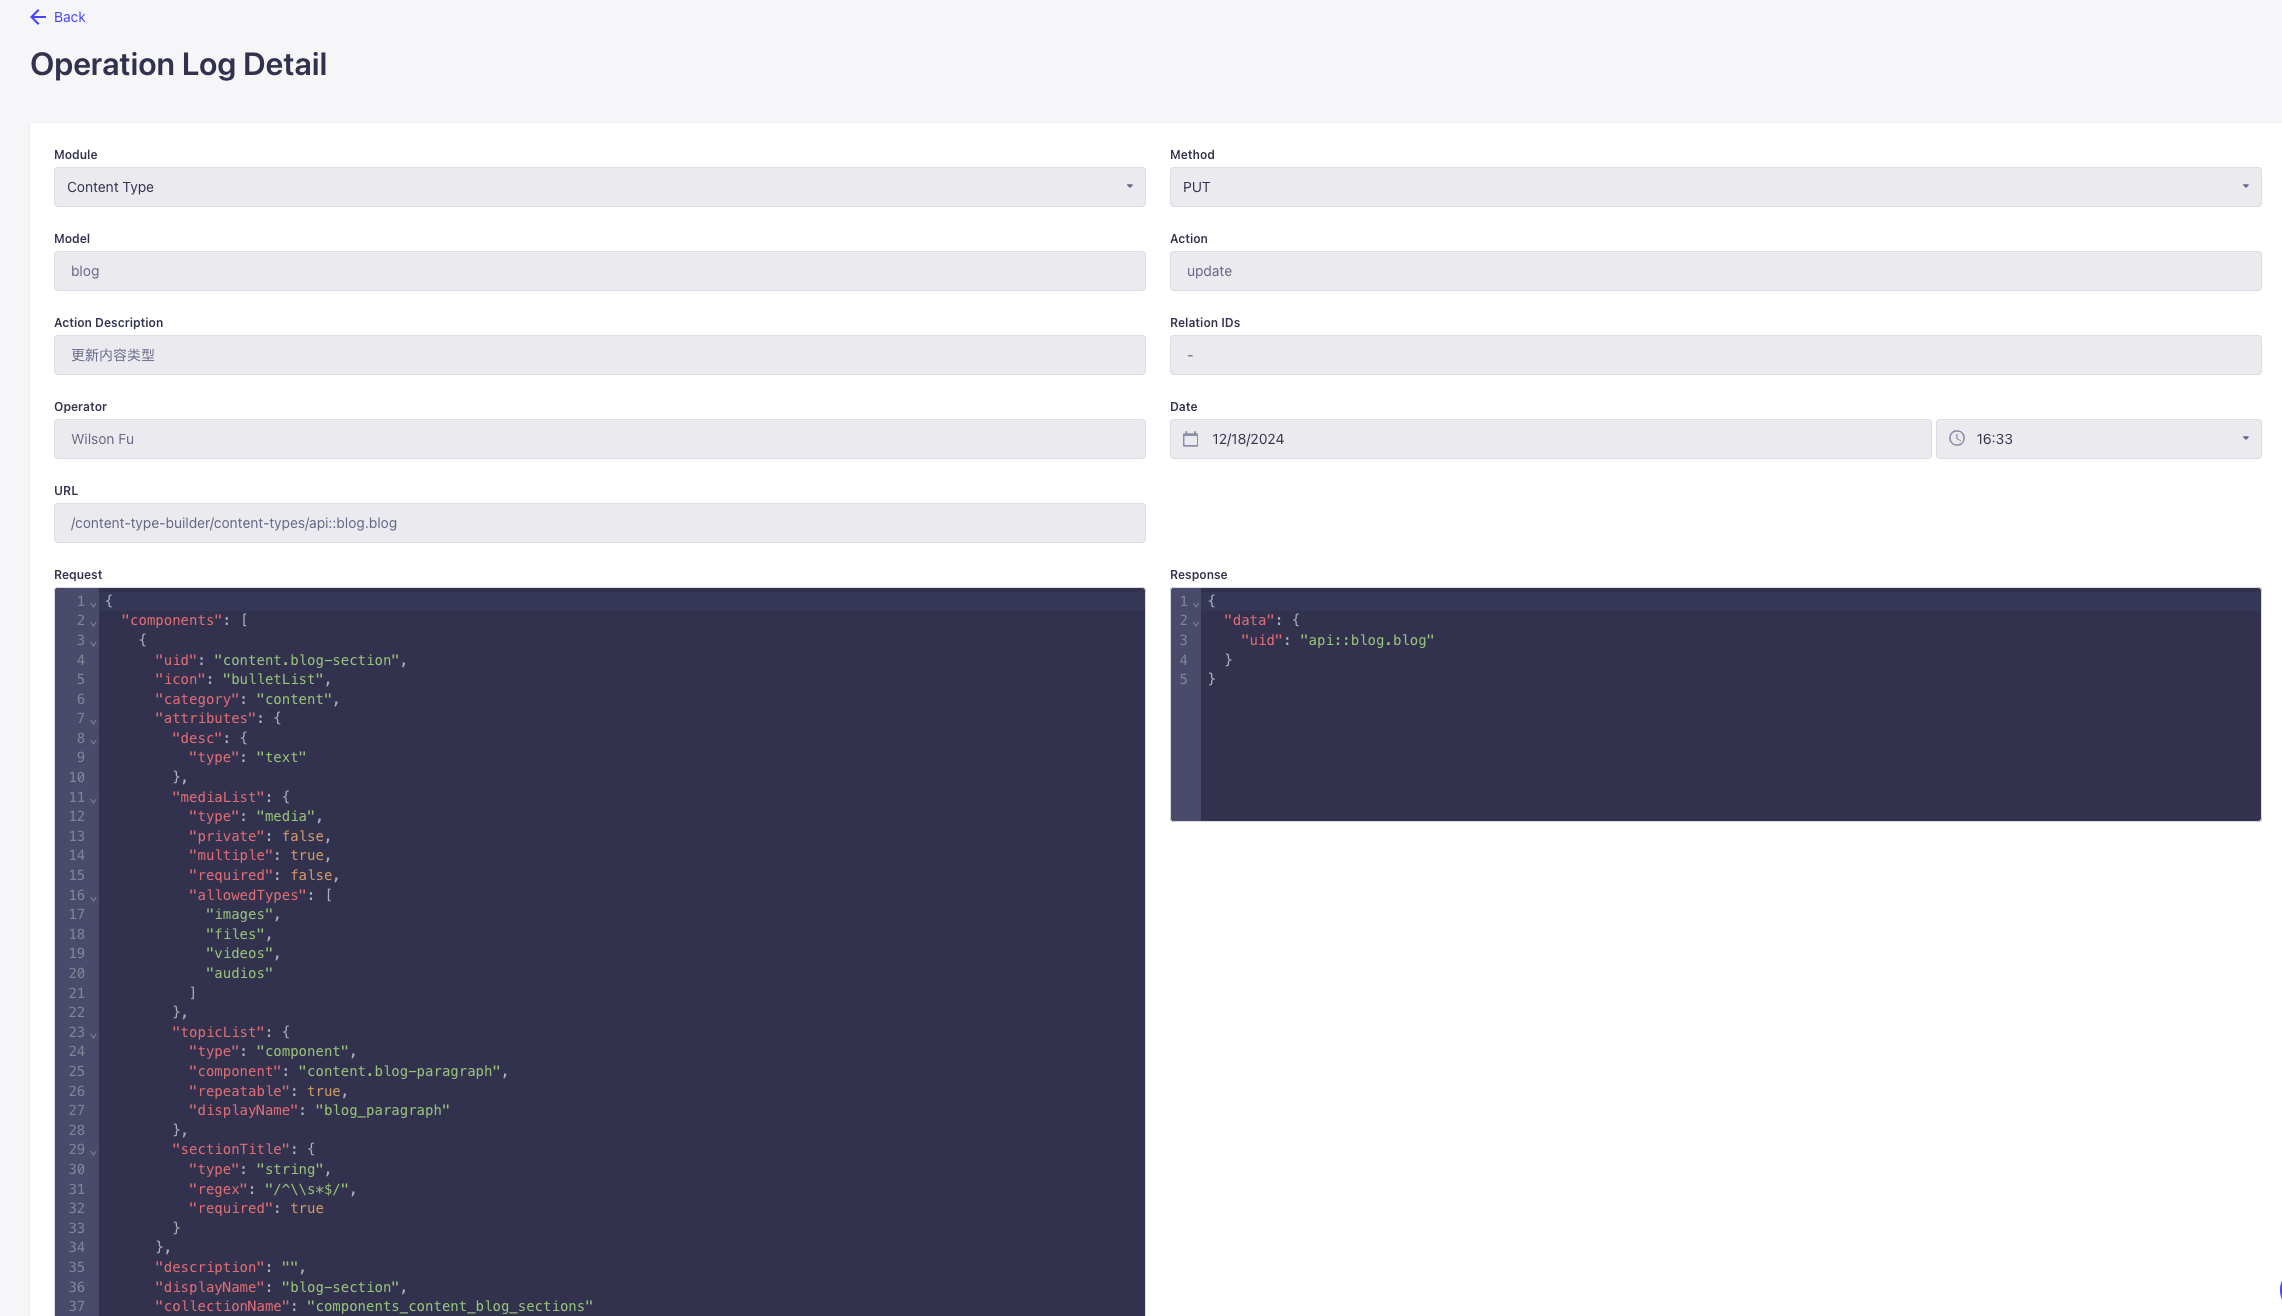 Back
Operation Log Detail
Module
Content Type
Method
PUT
Model
blog
Action
update
Action Description
更新内容类型
Relation IDs
-
Operator
Wilson Fu
Date
12/18/2024
16:33
URL
/content-type-builder/content-types/api::blog.blog
Request
1 {
2 "components": [
3 {
4 "uid": "content.blog-section",
5 "icon": "bulletList",
6 "category": "content",
7 "attributes": {
8 "desc": {
9 "type": "text"
10 },
11 "mediaList": {
12 "type": "media",
13 "private": false,
14 "multiple": true,
15 "required": false,
16 "allowedTypes": [
17 "images",
18 "files",
19 "videos",
20 "audios"
21 ]
22 },
23 "topicList": {
24 "type": "component",
25 "component": "content.blog-paragraph",
26 "repeatable": true,
27 "displayName": "blog_paragraph"
28 },
29 "sectionTitle": {
30 "type": "string",
31 "regex": "/^\\s*$/",
32 "required": true
33 }
34 },
35 "description": "",
36 "displayName": "blog-section",
37 "collectionName": "components_content_blog_sections"
Response
1 {
2 "data": {
3 "uid": "api::blog.blog"
4 }
5 }